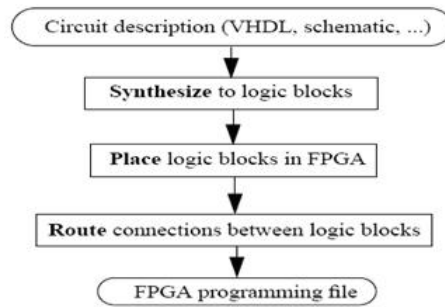 Circuit description (VHDL, schematic, ...)
Synthesize to logic blocks
Place logic blocks in FPGA
Route connections between logic blocks
FPGA programming file